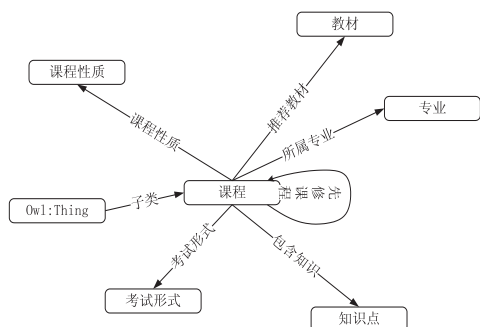 教材
课程性质
专业
推荐教材
课程性质
所属专业
课程
先修课程
子类
Owl:Thing
考试形式
包含知识
考试形式
知识点